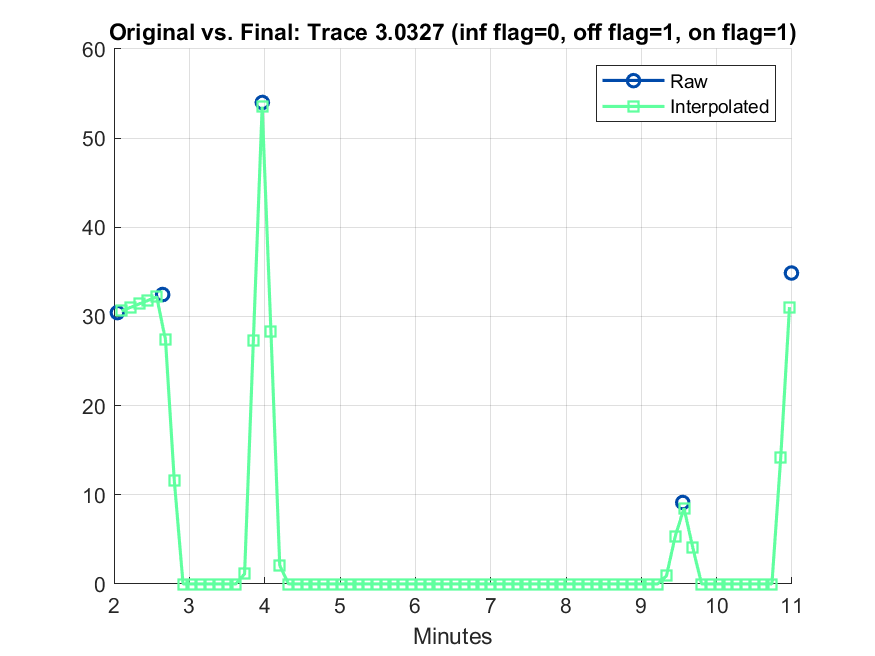 Original vs. Final: Trace 3.0327 (inf flag=0, off flag=1, on flag=1)
60
50
40
30
20
10
0
Raw
Interpolated
2 3 4 5 6 7 8 9 10 11
Minutes